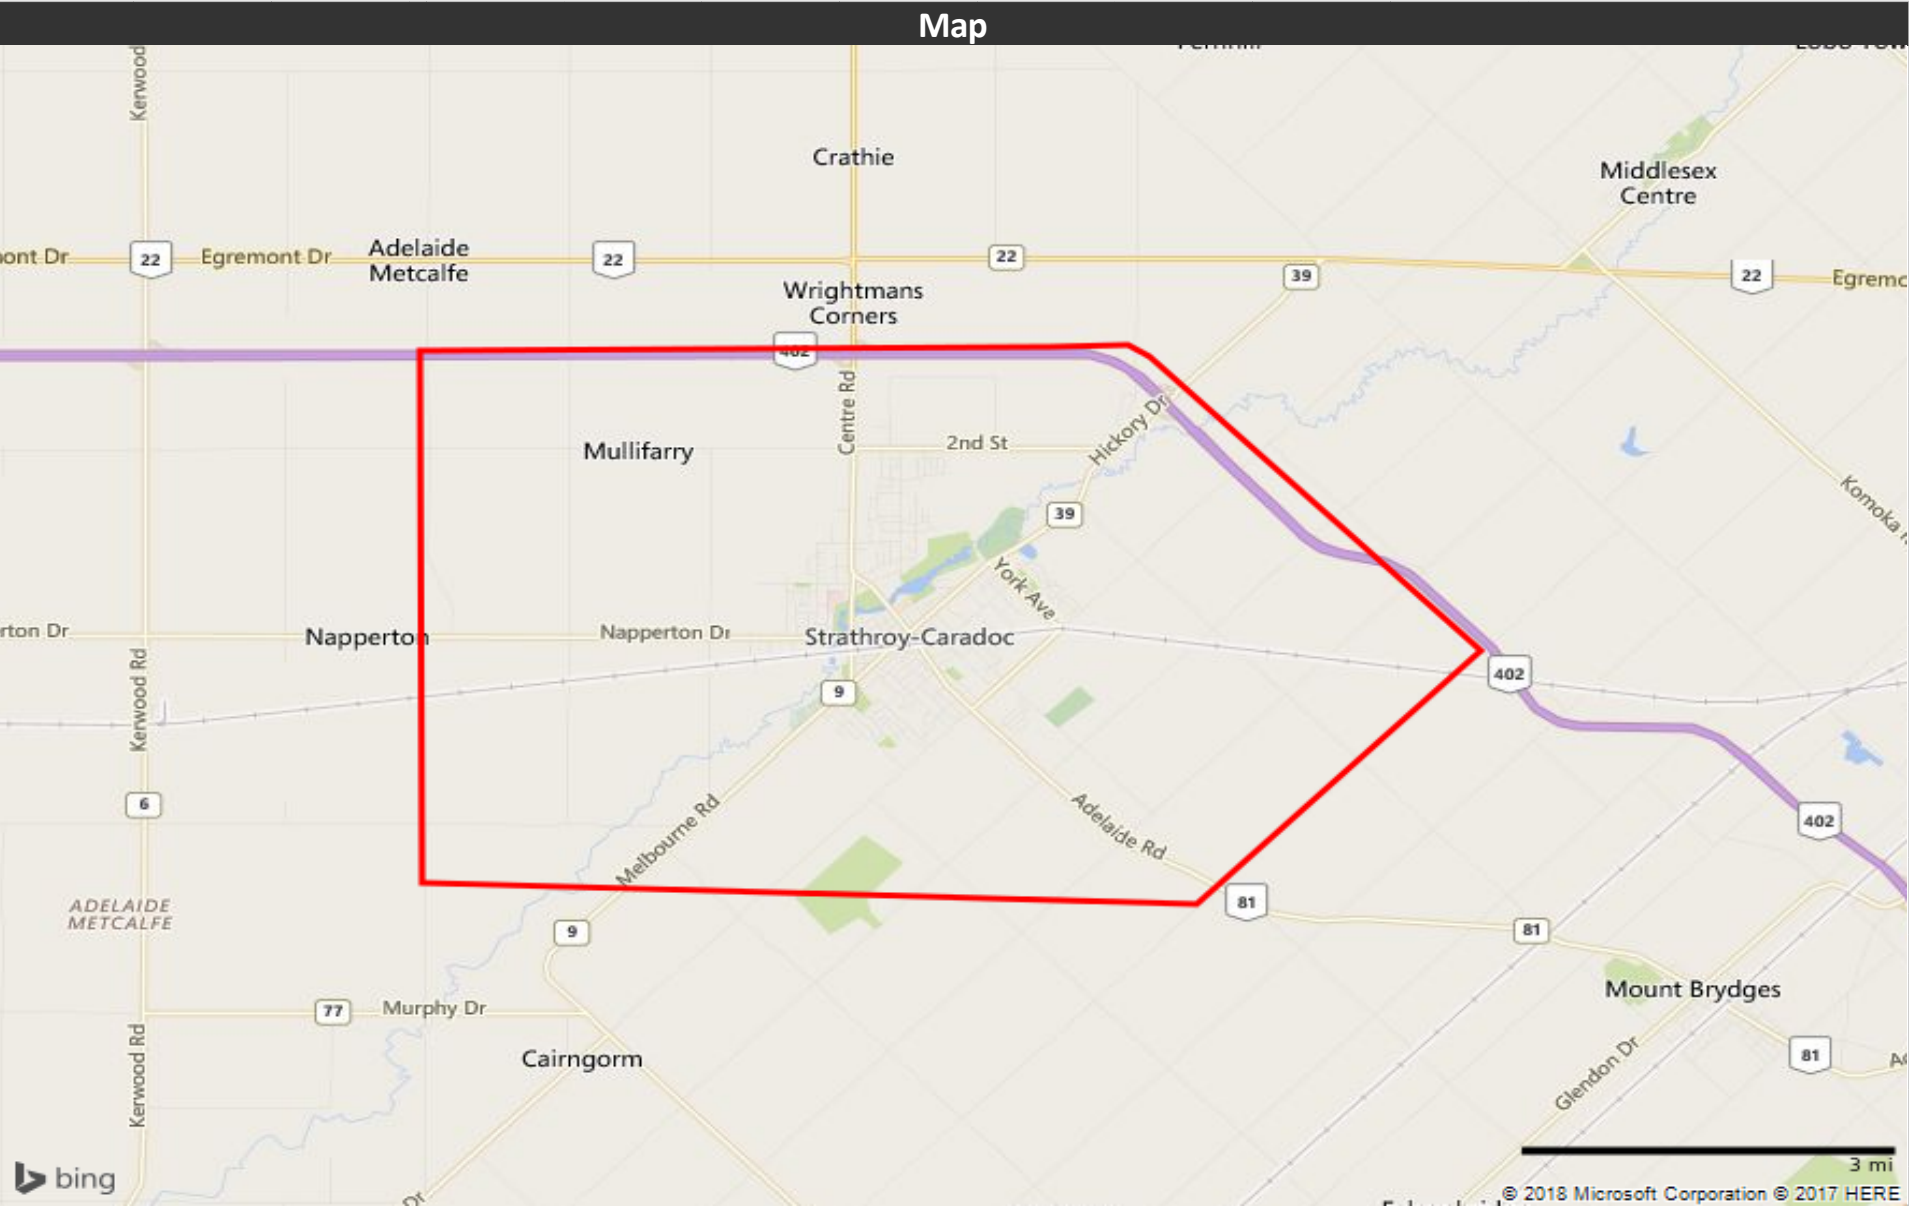 Map
Kerwood
Crathie
Middlesex
Centre
ont Dr
22
Egremont Dr
Adelaide
Metcalfe
22
22
39
22
Egremo
Wrightmans
Corners
402
Centre Rd
Hickory Dr
Mullifarry
2nd St
Komoka
39
York Ave
rton Dr
Napperton
Napperton Dr
Strathroy-Caradoc
Kerwood Rd
9
402
6
Melbourne Rd
Adelaide Rd
402
ADELAIDE
METCALFE
81
9
81
Mount Brydges
77
Murphy Dr
Kerwood Rd
Cairngorm
Glendon Dr
81
bing
3 mi
Dr
© 2018 Microsoft Corporation © 2017 HERE